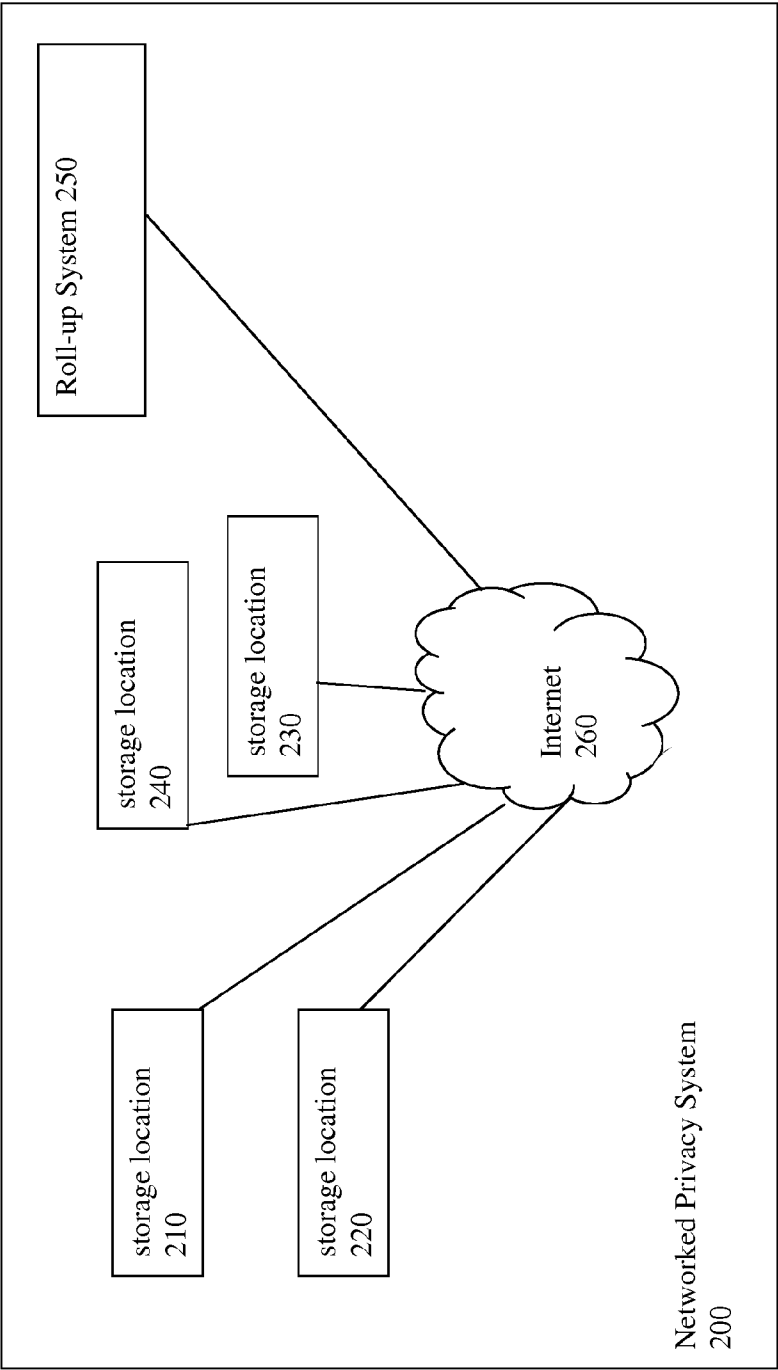 storage location
210
storage location
220
storage location
240
storage location
230
Roll-up System 250
Internet
260
Networked Privacy System
200